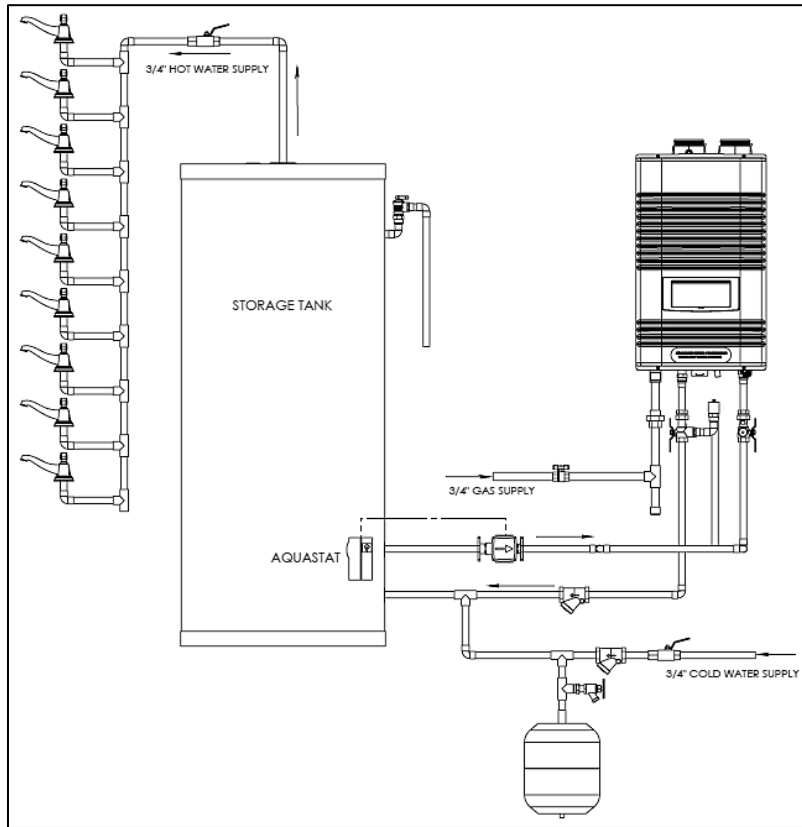 3/4" HOT WATER SUPPLY
STORAGE TANK
3/4" GAS SUPPLY
AQUASTAT
3/4" COLD WATER SUPPLY